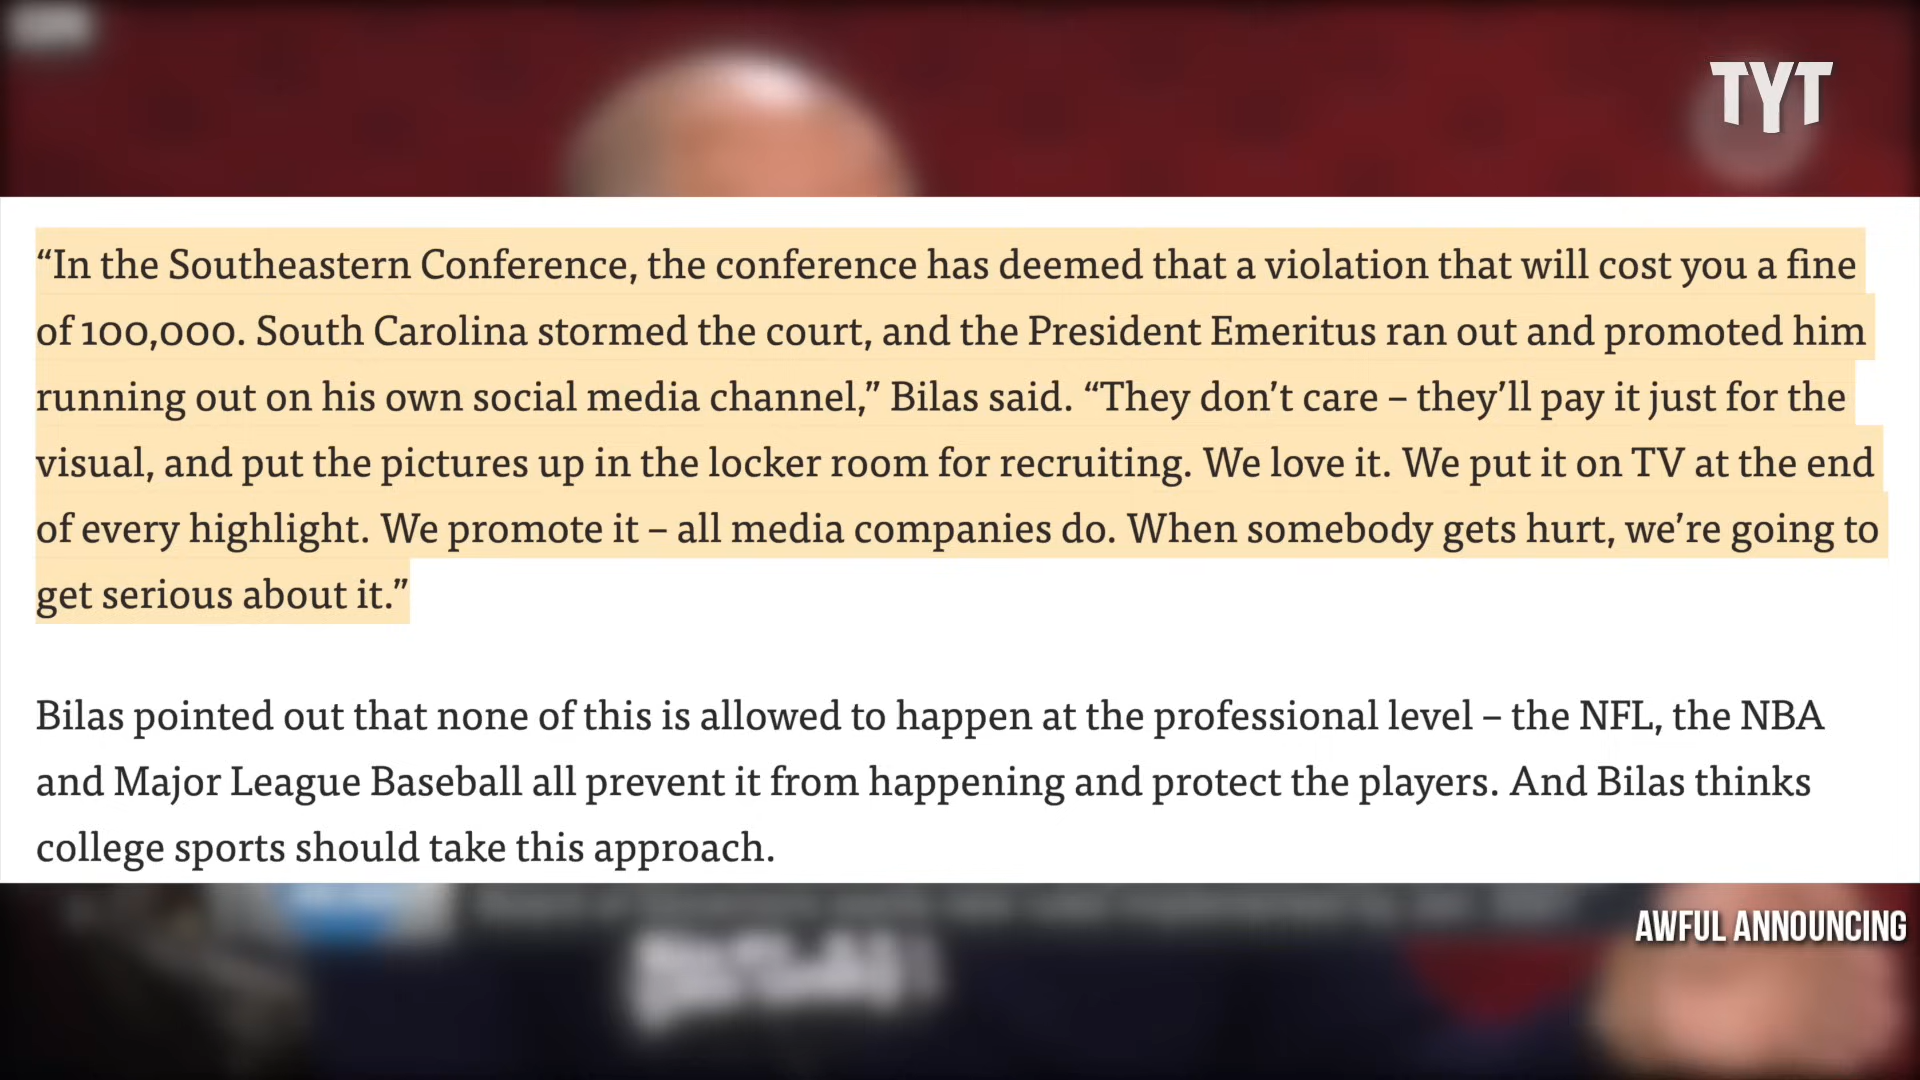 TYT
“In the Southeastern Conference, the conference has deemed that a violation that will cost you a fine
of 100,000. South Carolina stormed the court, and the President Emeritus ran out and promoted him
running out on his own social media channel,” Bilas said. “They don’t care – they’ll pay it just for the
visual, and put the pictures up in the locker room for recruiting. We love it. We put it on TV at the end
of every highlight. We promote it – all media companies do. When somebody gets hurt, we’re going to
get serious about it.”
Bilas pointed out that none of this is allowed to happen at the professional level – the NFL, the NBA
and Major League Baseball all prevent it from happening and protect the players. And Bilas thinks
college sports should take this approach.
AWFUL ANNOUNCING